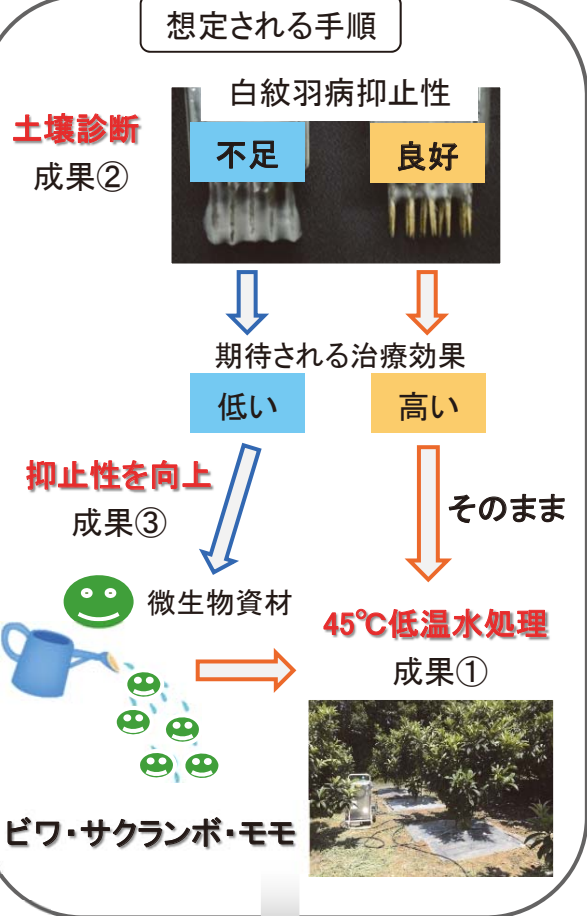 想定される手順
白紋羽病抑止性
土壌診断
成果②
不足
良好
期待される治療効果
低い
高い
抑止性を向上
成果③
そのまま
微生物資材
45℃低温水処理
成果①
ビワ・サクランボ・モモ